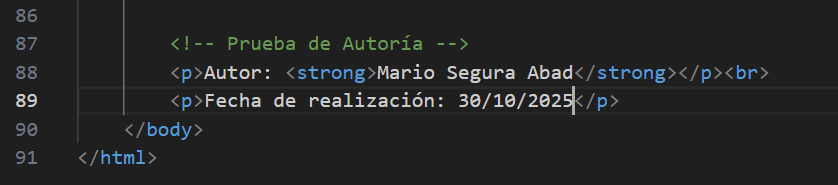 86
87 <!-- Prueba de Autoría -->
88 <p>Autor: <strong>Mario Segura Abad</strong></p><br>
89 <p>Fecha de realización: 30/10/2025</p>
90 </body>
91 </html>